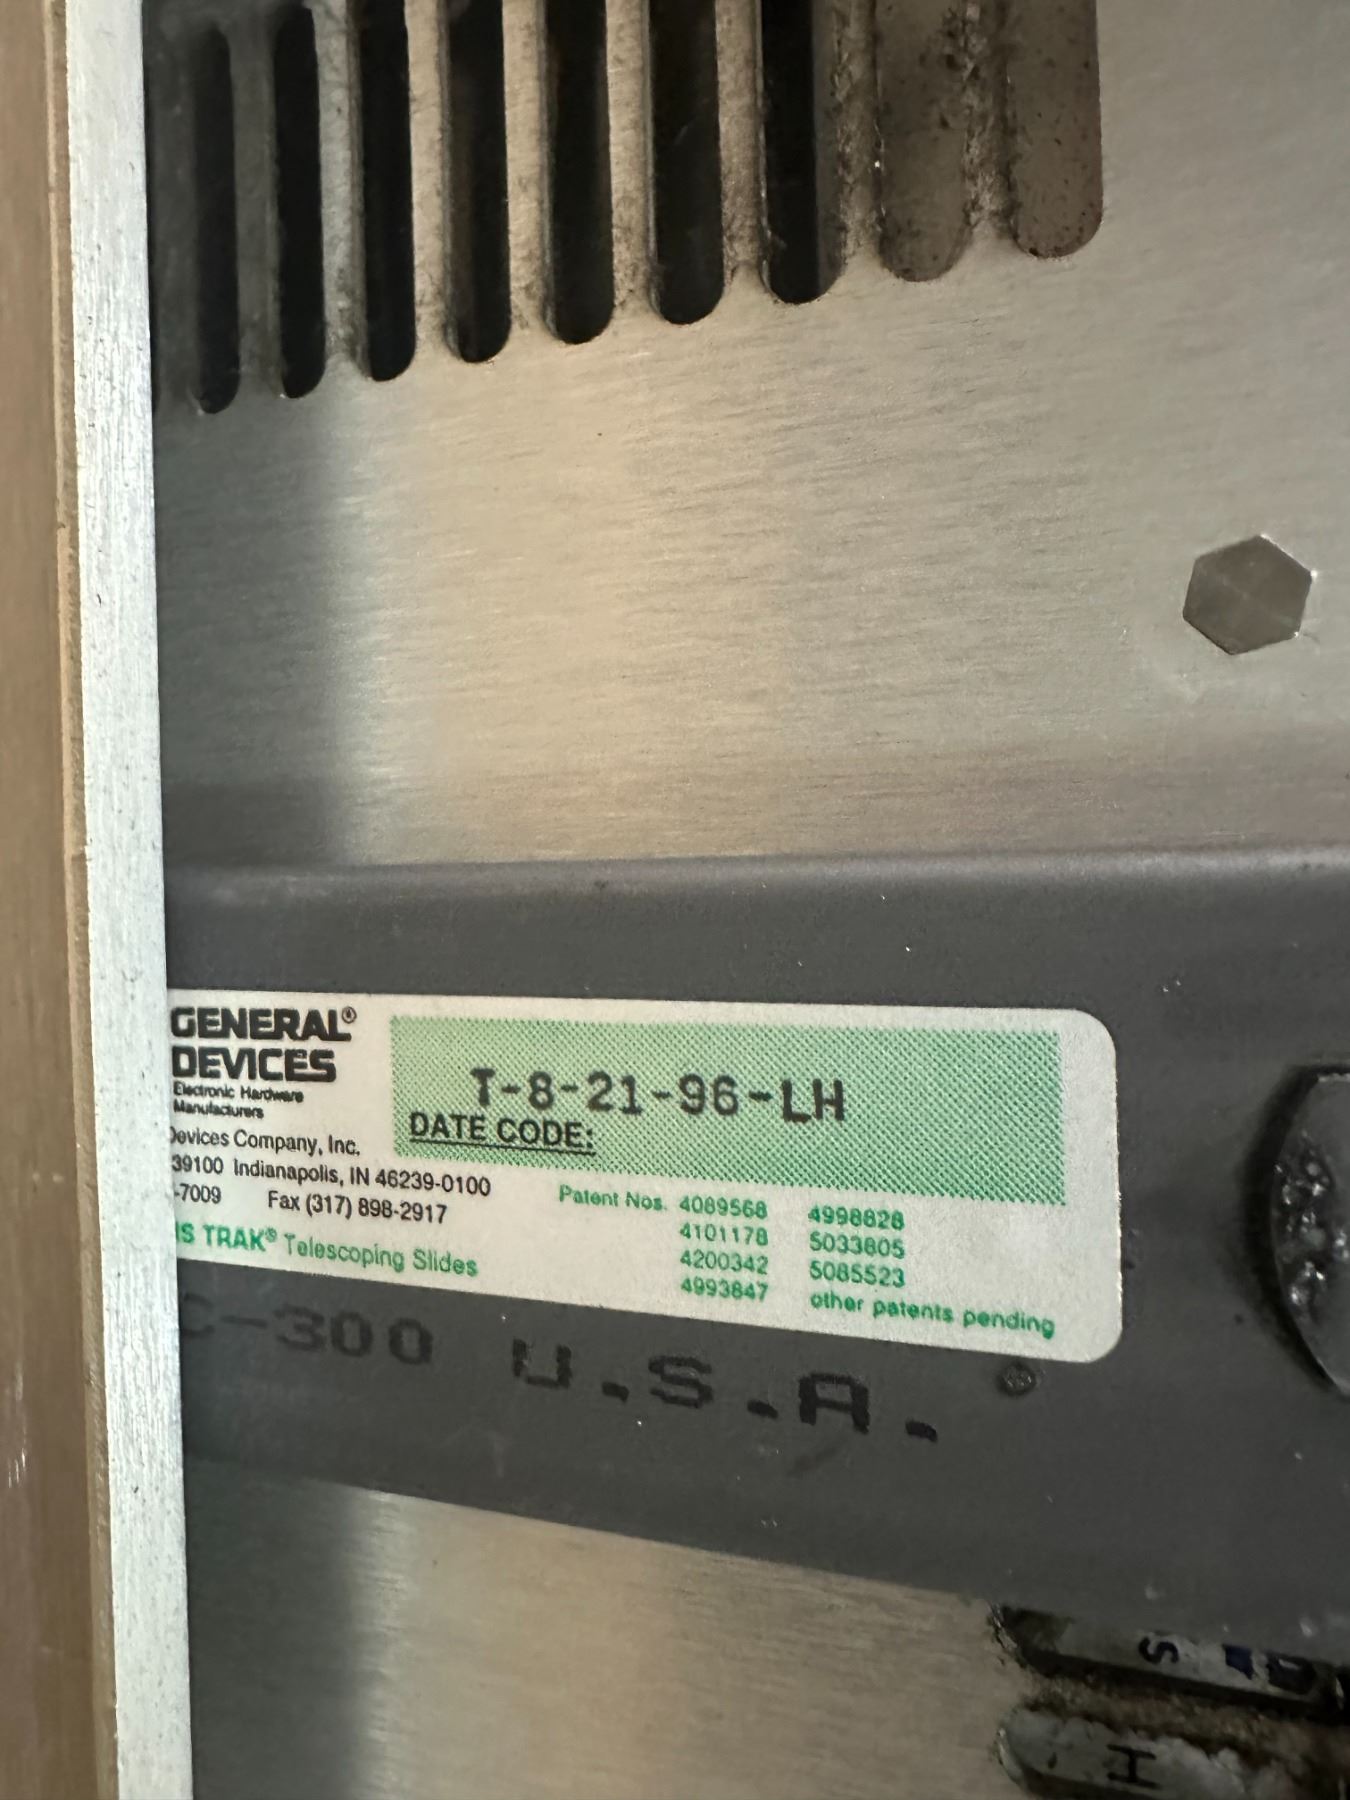 GENERAL®
DEVICES
Electronic Hardware
Manufacturers
Devices Company, Inc.
39100 Indianapolis, IN 46239-0100
-7009 Fax (317) 898-2917
IS TRAK® Telescoping Slides
T-8-21-96-LH
DATE CODE:
Patent Nos. 4089568 4998828
4101178 5033805
4200342 5085523
4993847 other patents pending
C-300 U.S.A.
S
H